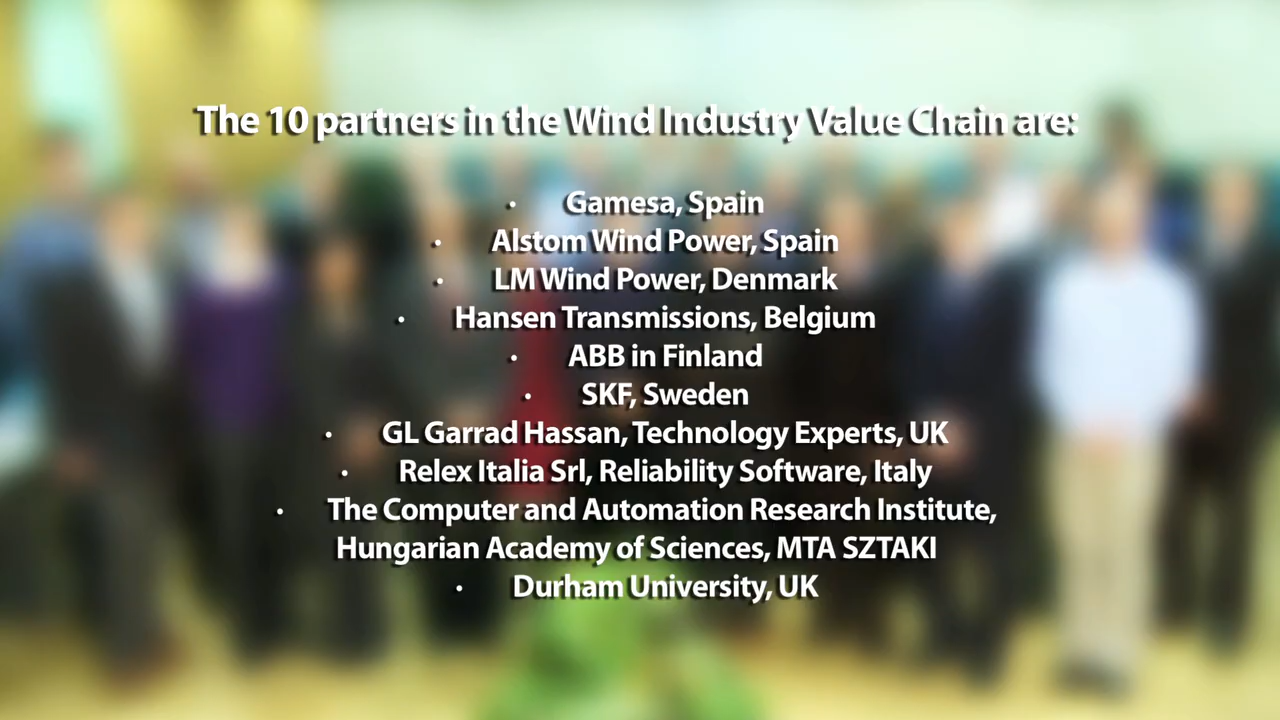 The 10 partners in the Wind Industry Value Chain are:
• Gamesa, Spain
• Alstom Wind Power, Spain
• LM Wind Power, Denmark
• Hansen Transmissions, Belgium
• ABB in Finland
• SKF, Sweden
• GL Garrad Hassan, Technology Experts, UK
• Relex Italia Srl, Reliability Software, Italy
• The Computer and Automation Research Institute,
Hungarian Academy of Sciences, MTA SZTAKI
• Durham University, UK